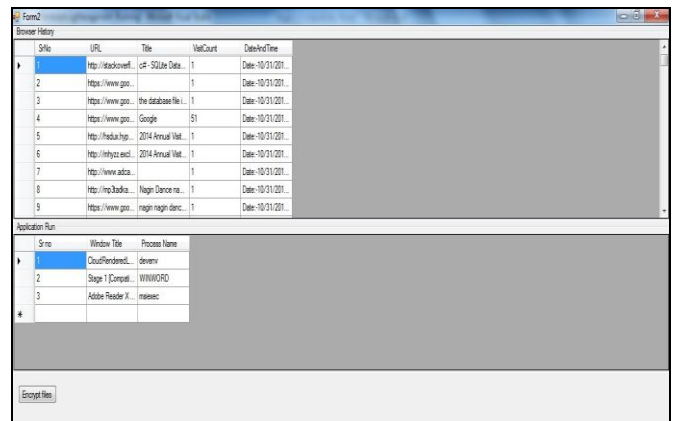 Form2
Browser History
SrNo URL Title VisitCount DateAndTime
1 http://stackoverfl... c# - SQLite Data... 1 Date:-10/31/201...
2 https://www.goo... 1 Date:-10/31/201...
3 https://www.goo... the database file i... 1 Date:-10/31/201...
4 https://www.goo... Google 51 Date:-10/31/201...
5 2014 Annual Visit... 1 Date:-10/31/201...
6 2014 Annual Visit... 1 Date:-10/31/201...
7 http://www.adca... 1 Date:-10/31/201...
8 http://mp3tadka... Nagin Dance na... 1 Date:-10/31/201...
9 https://www.goo... nagin nagin danc... 1 Date:-10/31/201...
Application Run
Sr no Window Title Process Name
1 CloudRenderedL... devenv
2 Stage 1 [Compati... WINWORD
3 Adobe Reader X... msiexec
Encrypt files